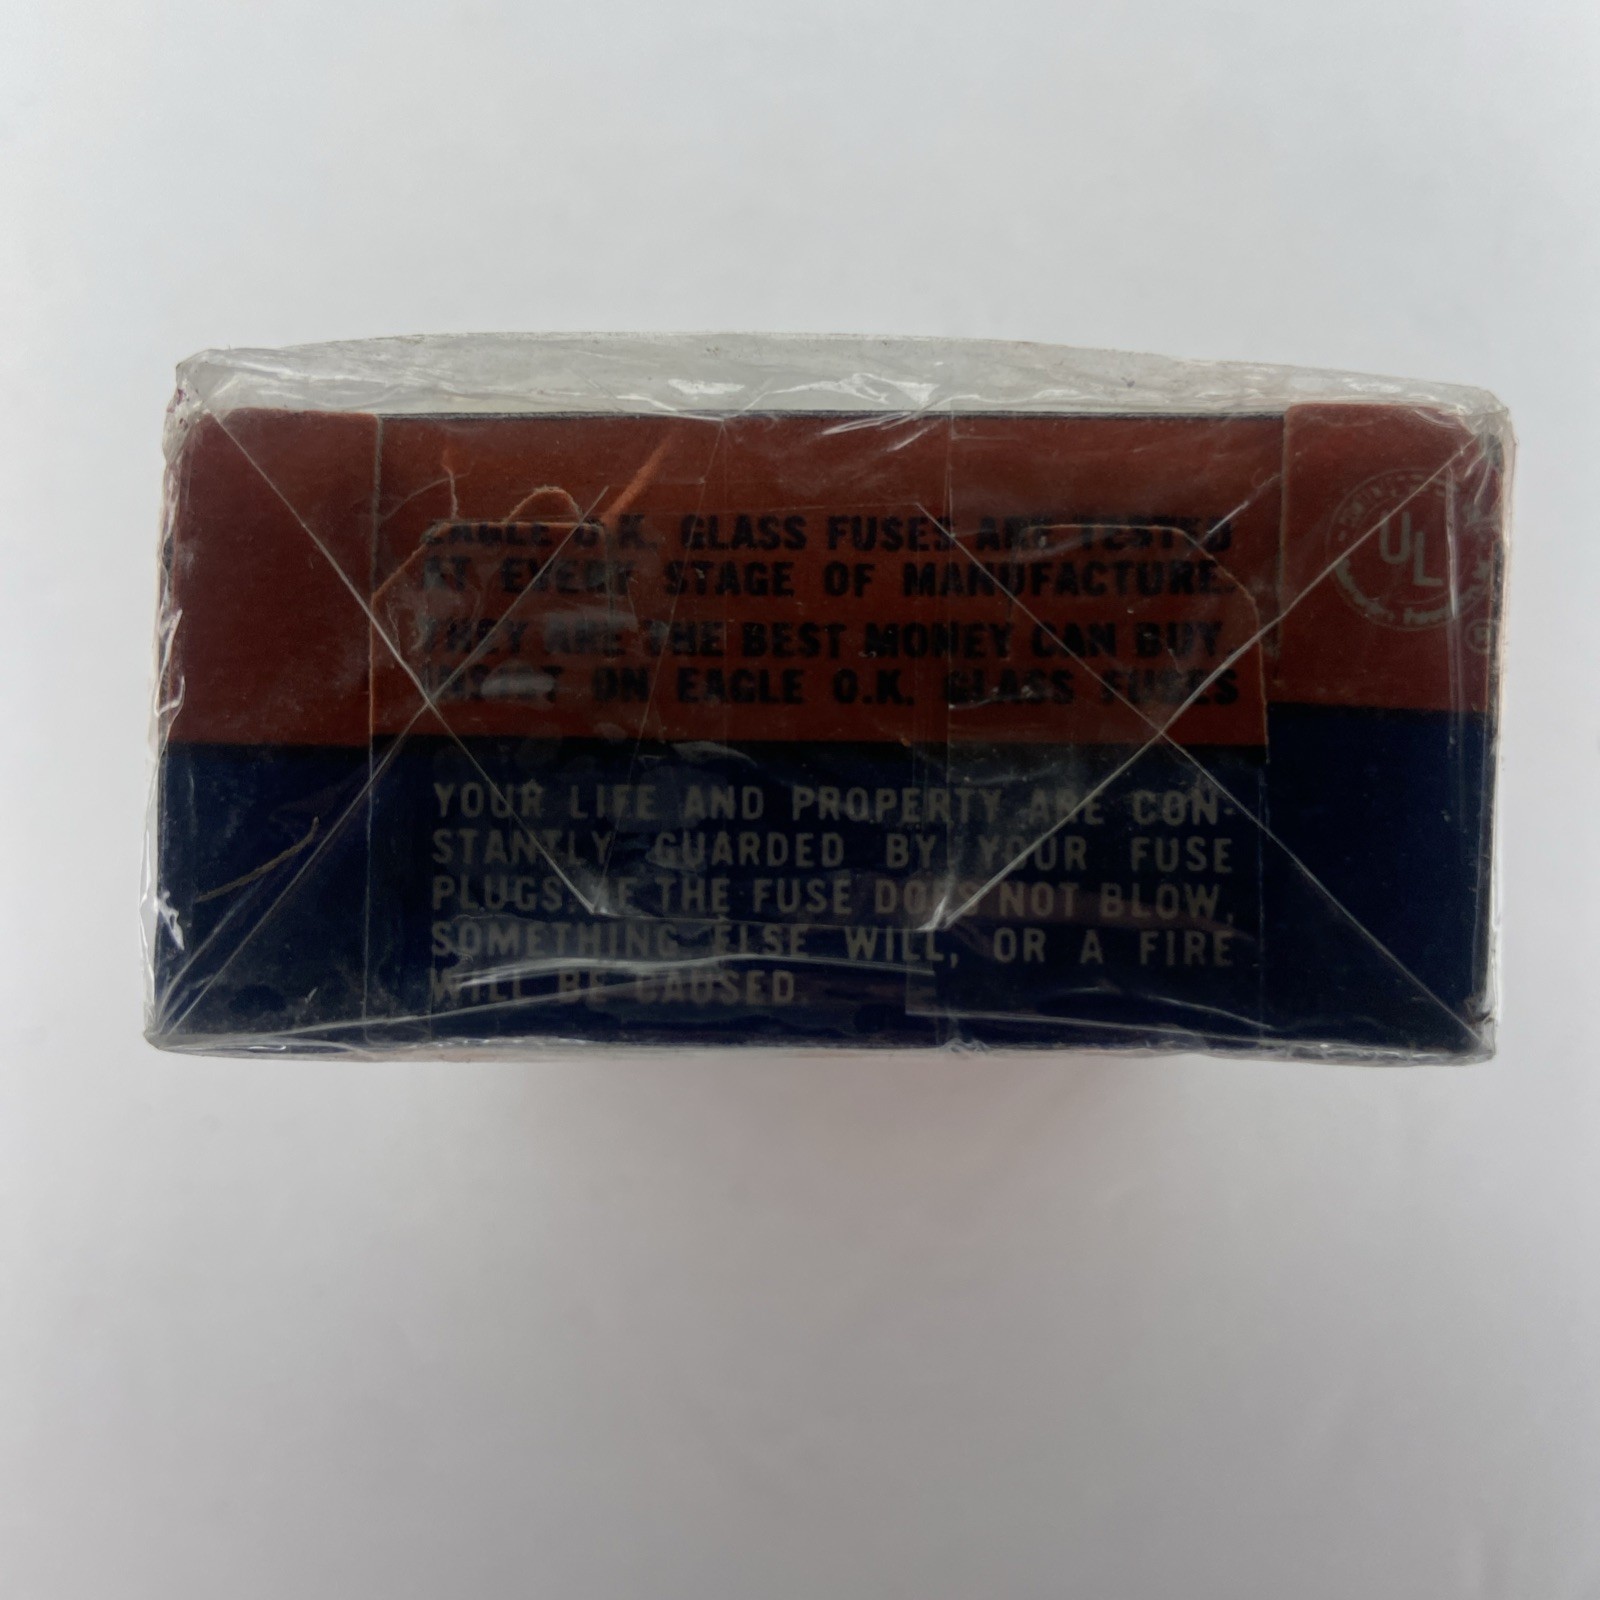 EAGLE O.K. GLASS FUSES ARE TESTED
AT EVERY STAGE OF MANUFACTURE.
THEY ARE THE BEST MONEY CAN BUY.
INSIST ON EAGLE O.K. GLASS FUSES
YOUR LIFE AND PROPERTY ARE CON-
STANTLY GUARDED BY YOUR FUSE
PLUGS. IF THE FUSE DOES NOT BLOW,
SOMETHING ELSE WILL, OR A FIRE
WILL BE CAUSED.
UL
®